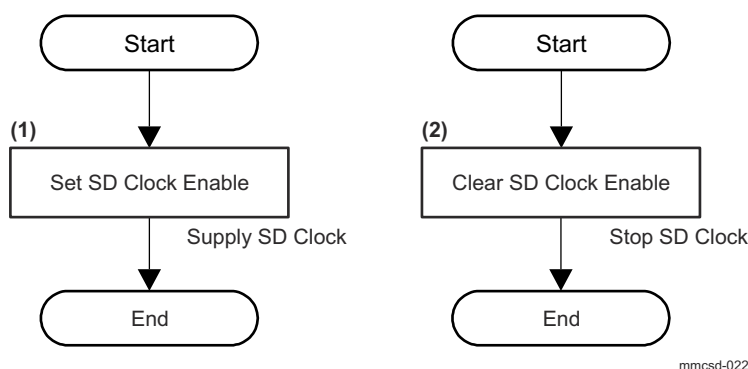 Start
(1)
Set SD Clock Enable
Supply SD Clock
End
Start
(2)
Clear SD Clock Enable
Stop SD Clock
End
mmcsd-022